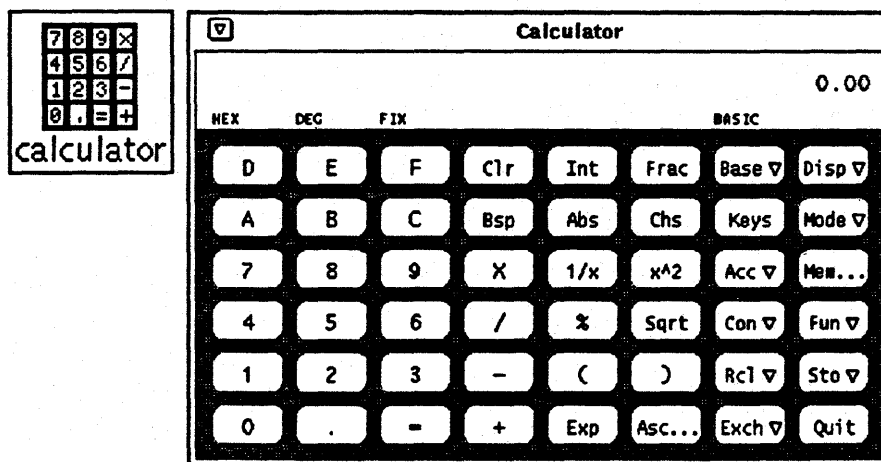 7 8 9 X
4 5 6 /
1 2 3 -
0 . = +
calculator
Calculator
0.00
HEX DEG FIX BASIC
D E F Clr Int Frac Base Disp
A B C Bsp Abs Chs Keys Mode
7 8 9 X 1/x x^2 Acc Mem...
4 5 6 / % Sqrt Con Fun
1 2 3 - ( ) Rcl Sto
0 . = + Exp Asc... Exch Quit